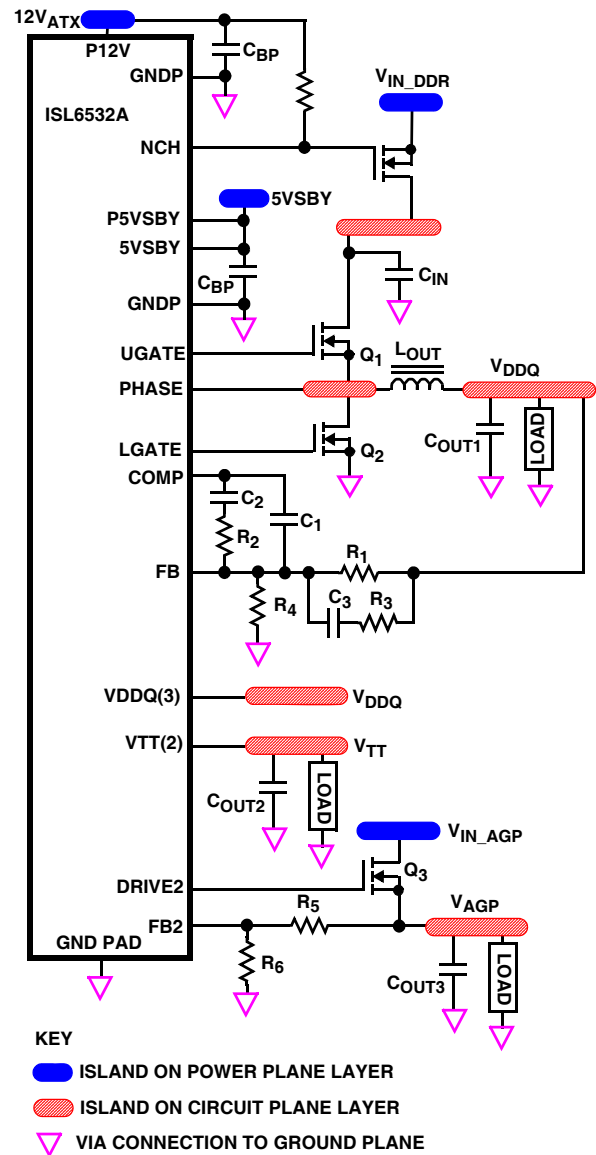 12VATX
P12V
CBP
GNDP
VIN_DDR
ISL6532A
NCH
5VSBY
P5VSBY
5VSBY
CBP
CIN
GNDP
UGATE
Q1
LOUT
VDDQ
PHASE
LGATE
Q2
COUT1
LOAD
COMP
C2
C1
R2
R1
FB
C3
R3
R4
VDDQ(3)
VDDQ
VTT(2)
VTT
COUT2
LOAD
VIN_AGP
Q3
DRIVE2
R5
VAGP
FB2
GND PAD
R6
COUT3
LOAD
KEY
ISLAND ON POWER PLANE LAYER
ISLAND ON CIRCUIT PLANE LAYER
VIA CONNECTION TO GROUND PLANE